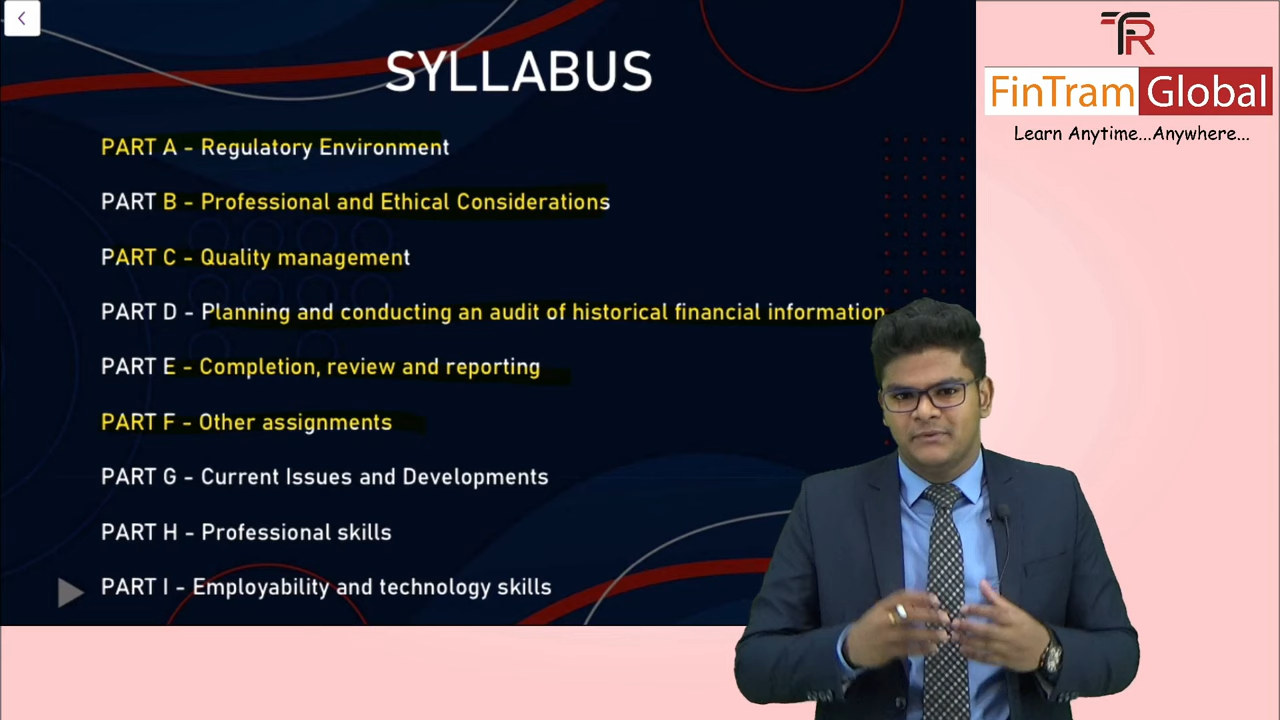 SYLLABUS
PART A - Regulatory Environment
PART B - Professional and Ethical Considerations
PART C - Quality management
PART D - Planning and conducting an audit of historical financial information
PART E - Completion, review and reporting
PART F - Other assignments
PART G - Current Issues and Developments
PART H - Professional skills
PART I - Employability and technology skills
TR
FinTram Global
Learn Anytime...Anywhere...